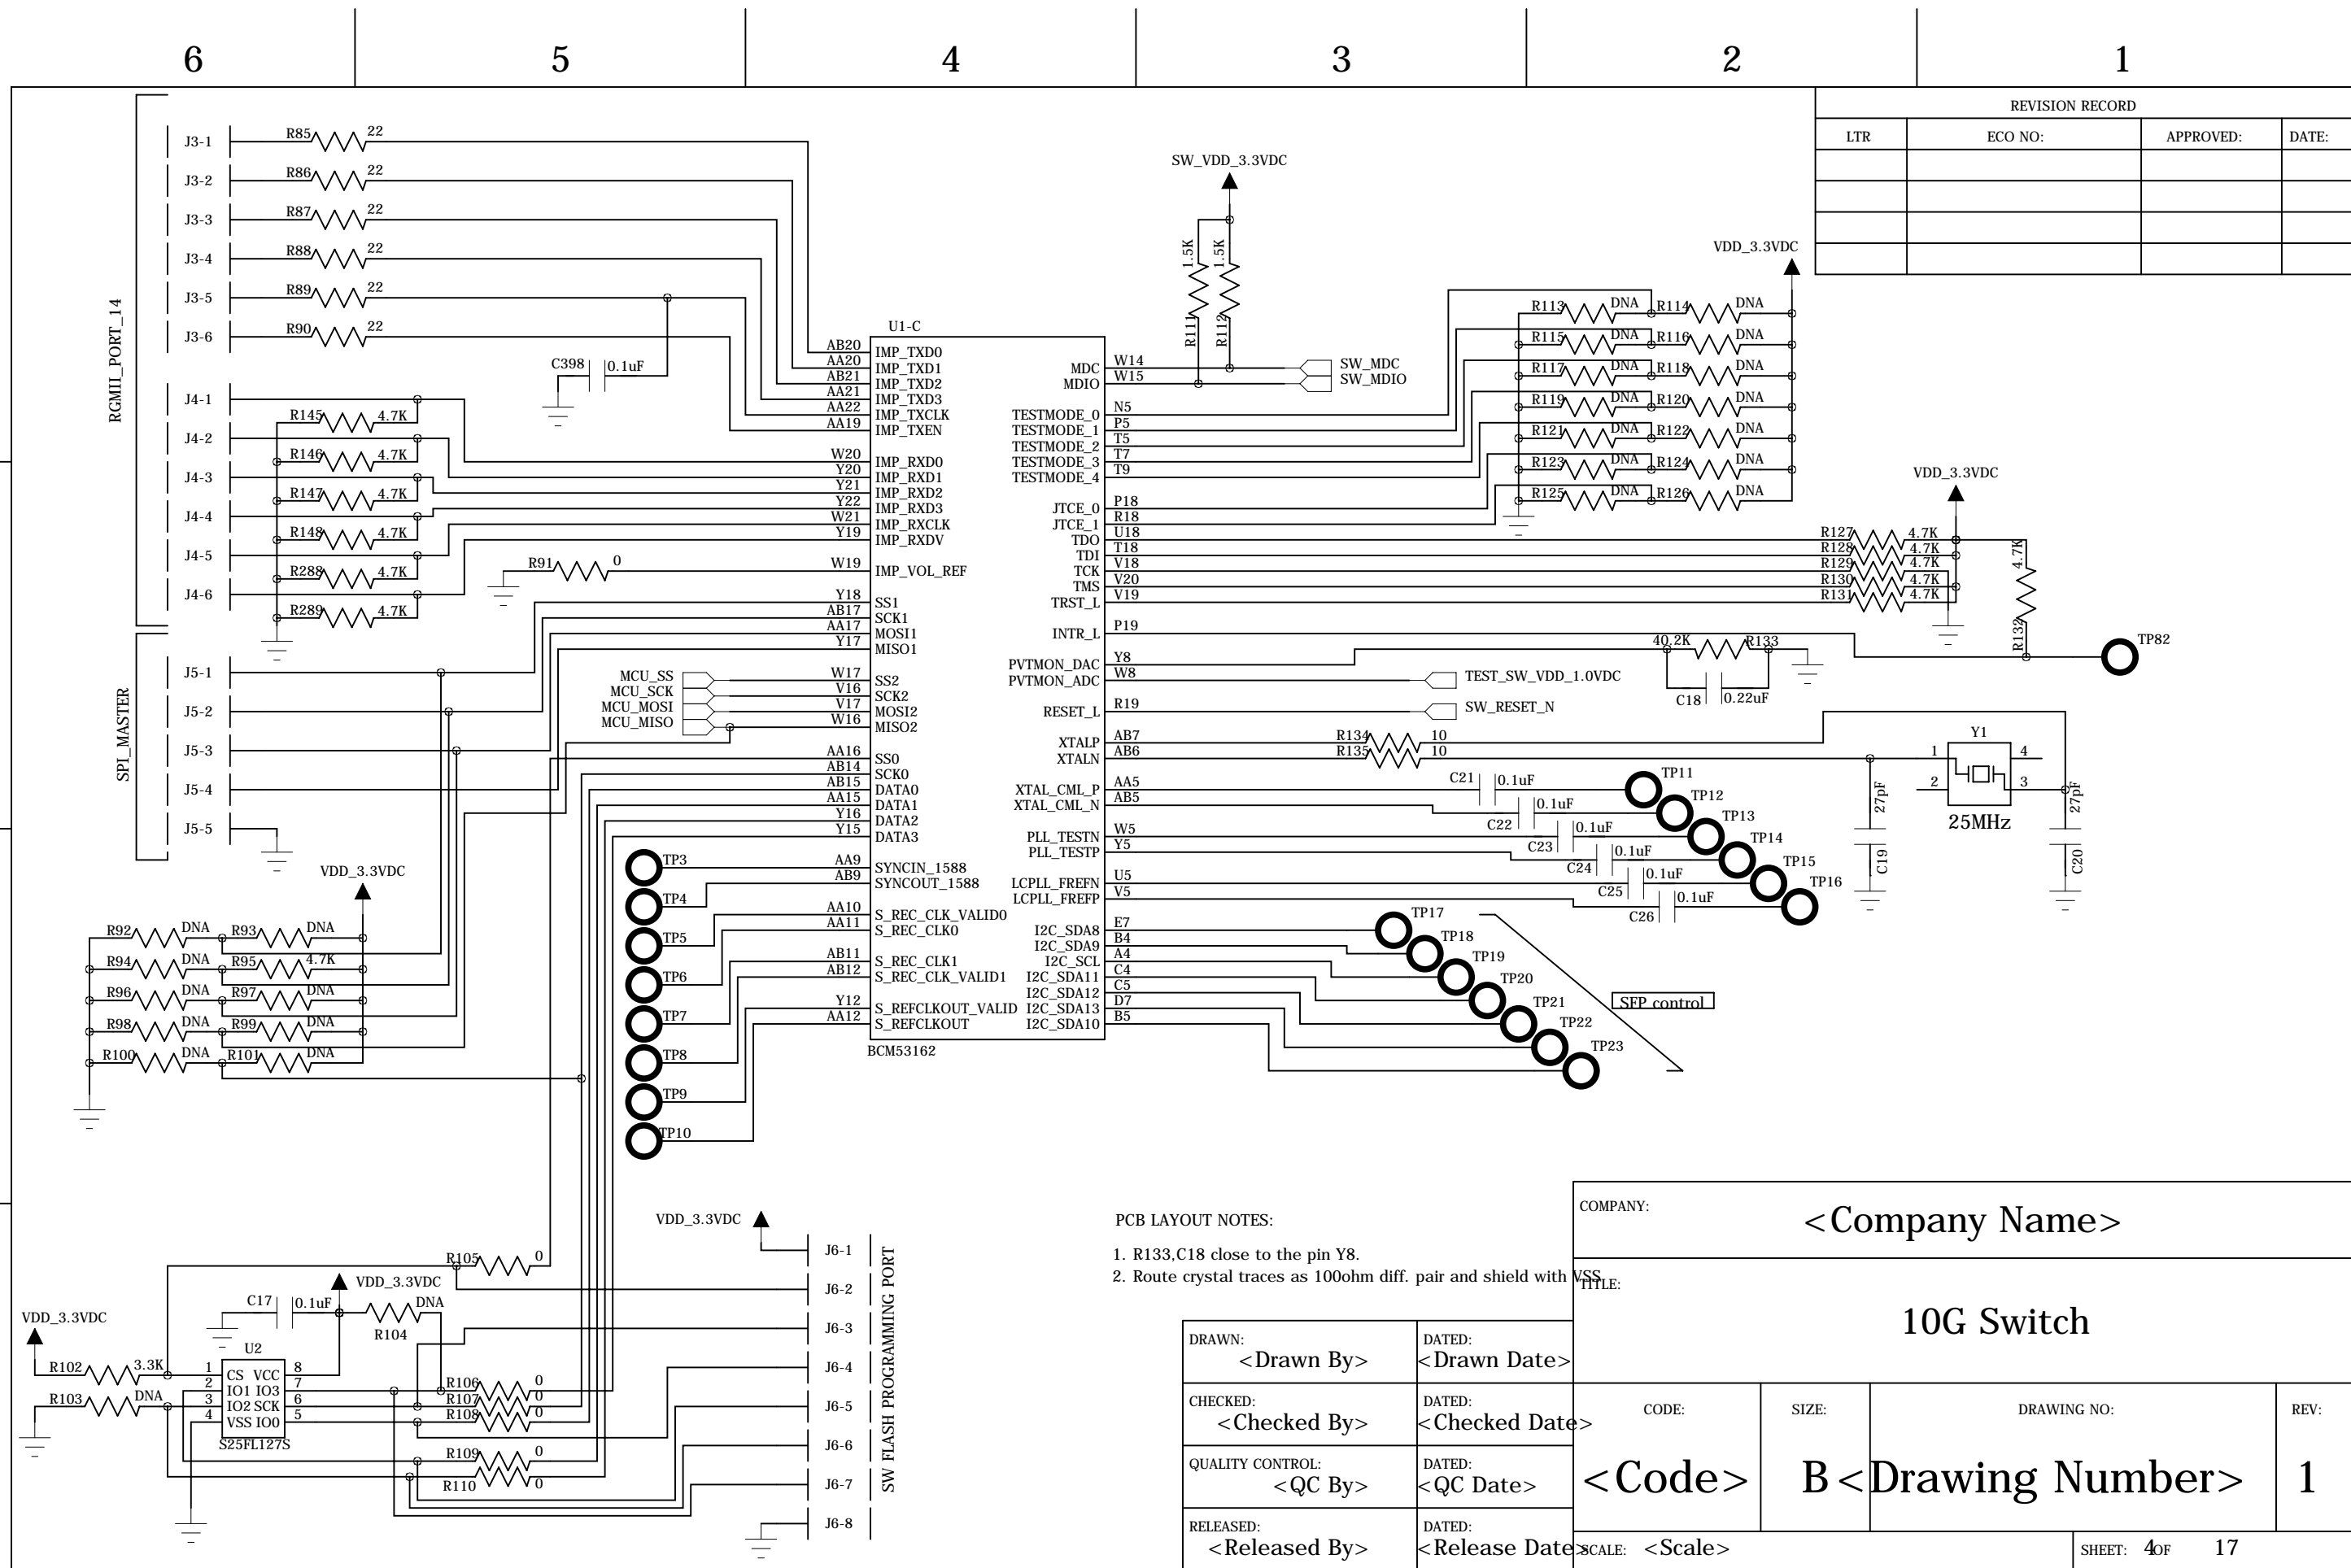 6 5 4 3 2 1
REVISION RECORD
LTR ECO NO: APPROVED: DATE:
RGMII_PORT_14
J3-1 R85 22
J3-2 R86 22
J3-3 R87 22
J3-4 R88 22
J3-5 R89 22
J3-6 R90 22
C398 0.1uF
J4-1
R145 4.7K
J4-2
R146 4.7K
J4-3
R147 4.7K
J4-4
R148 4.7K
J4-5
R288 4.7K
J4-6
R289 4.7K
R91 0
SPI_MASTER
J5-1
J5-2
J5-3
J5-4
J5-5
MCU_SS
MCU_SCK
MCU_MOSI
MCU_MISO
VDD_3.3VDC
R92 DNA R93 DNA
R94 DNA R95 4.7K
R96 DNA R97 DNA
R98 DNA R99 DNA
R100 DNA R101 DNA
TP3
TP4
TP5
TP6
TP7
TP8
TP9
TP10
U1-C
AB20 IMP_TXD0
AA20 IMP_TXD1
AB21 IMP_TXD2
AA21 IMP_TXD3
AA22 IMP_TXCLK
AA19 IMP_TXEN
W20 IMP_RXD0
Y20 IMP_RXD1
Y21 IMP_RXD2
Y22 IMP_RXD3
W21 IMP_RXCLK
Y19 IMP_RXDV
W19 IMP_VOL_REF
Y18 SS1
AB17 SCK1
AA17 MOSI1
Y17 MISO1
W17 SS2
V16 SCK2
V17 MOSI2
W16 MISO2
AA16 SS0
AB14 SCK0
AB15 DATA0
AA15 DATA1
Y16 DATA2
Y15 DATA3
AA9 SYNCIN_1588
AB9 SYNCOUT_1588
AA10 S_REC_CLK_VALID0
AA11 S_REC_CLK0
AB11 S_REC_CLK1
AB12 S_REC_CLK_VALID1
Y12 S_REFCLKOUT_VALID
AA12 S_REFCLKOUT
BCM53162
MDC W14
MDIO W15
TESTMODE_0 N5
TESTMODE_1 P5
TESTMODE_2 T5
TESTMODE_3 T7
TESTMODE_4 T9
JTCE_0 P18
JTCE_1 R18
TDO U18
TDI T18
TCK V18
TMS V20
TRST_L V19
INTR_L P19
PVTMON_DAC Y8
PVTMON_ADC W8
RESET_L R19
XTALP AB7
XTALN AB6
XTAL_CML_P AA5
XTAL_CML_N AB5
PLL_TESTN W5
PLL_TESTP Y5
LCPLL_FREFN U5
LCPLL_FREFP V5
I2C_SDA8 E7
I2C_SDA9 B4
I2C_SCL A4
I2C_SDA11 C4
I2C_SDA12 C5
I2C_SDA13 D7
I2C_SDA10 B5
SW_VDD_3.3VDC
R111 1.5K
R112 1.5K
SW_MDC
SW_MDIO
VDD_3.3VDC
R113 DNA R114 DNA
R115 DNA R116 DNA
R117 DNA R118 DNA
R119 DNA R120 DNA
R121 DNA R122 DNA
R123 DNA R124 DNA
R125 DNA R126 DNA
VDD_3.3VDC
R127 4.7K
R128 4.7K
R129 4.7K
R130 4.7K
R131 4.7K
R132 4.7K
TP82
40.2K R133
C18 0.22uF
TEST_SW_VDD_1.0VDC
SW_RESET_N
R134 10
R135 10
Y1
1 4
2 3
25MHz
27pF C19
27pF C20
C21 0.1uF TP11
C22 0.1uF TP12
C23 0.1uF TP13
C24 0.1uF TP14
C25 0.1uF TP15
C26 0.1uF TP16
TP17
TP18
TP19
TP20
TP21
TP22
TP23
SFP control
VDD_3.3VDC
J6-1
J6-2
J6-3
J6-4
J6-5
J6-6
J6-7
J6-8
SW FLASH PROGRAMMING PORT
R105 0
VDD_3.3VDC
C17 0.1uF
DNA
R104
VDD_3.3VDC
R102 3.3K
R103 DNA
U2
1 CS VCC 8
2 IO1 IO3 7
3 IO2 SCK 6
4 VSS IO0 5
S25FL127S
R106 0
R107 0
R108 0
R109 0
R110 0
PCB LAYOUT NOTES:
1. R133,C18 close to the pin Y8.
2. Route crystal traces as 100ohm diff. pair and shield with VSS
COMPANY:
<Company Name>
TITLE:
10G Switch
DRAWN: <Drawn By> DATED: <Drawn Date>
CHECKED: <Checked By> DATED: <Checked Date>
QUALITY CONTROL: <QC By> DATED: <QC Date>
RELEASED: <Released By> DATED: <Release Date>
CODE: <Code>
SIZE: B
DRAWING NO: <Drawing Number>
REV: 1
SCALE: <Scale>
SHEET: 4 OF 17